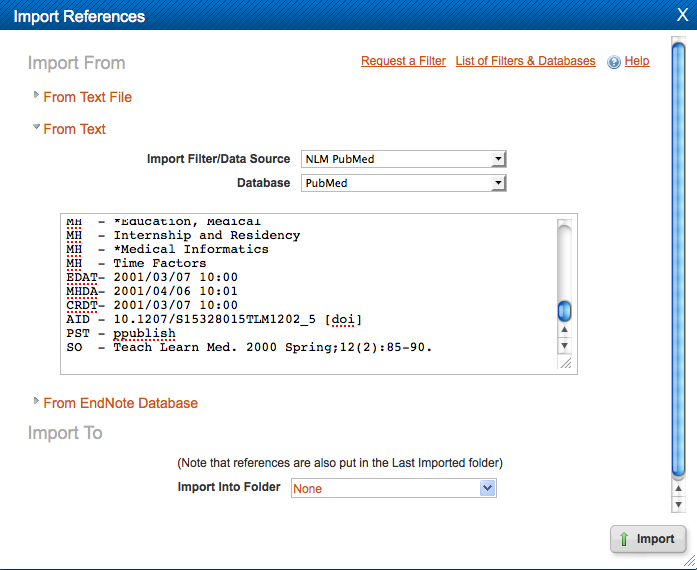 Import References X
Import From
Request a Filter List of Filters & Databases Help
From Text File
From Text
Import Filter/Data Source NLM PubMed
Database PubMed
MH - *Education, Medical
MH - Internship and Residency
MH - *Medical Informatics
MH - Time Factors
EDAT- 2001/03/07 10:00
MHDA- 2001/04/06 10:01
CRDT- 2001/03/07 10:00
AID - 10.1207/S15328015TLM1202_5 [doi]
PST - ppublish
SO - Teach Learn Med. 2000 Spring;12(2):85-90.
From EndNote Database
Import To
(Note that references are also put in the Last Imported folder)
Import Into Folder None
Import